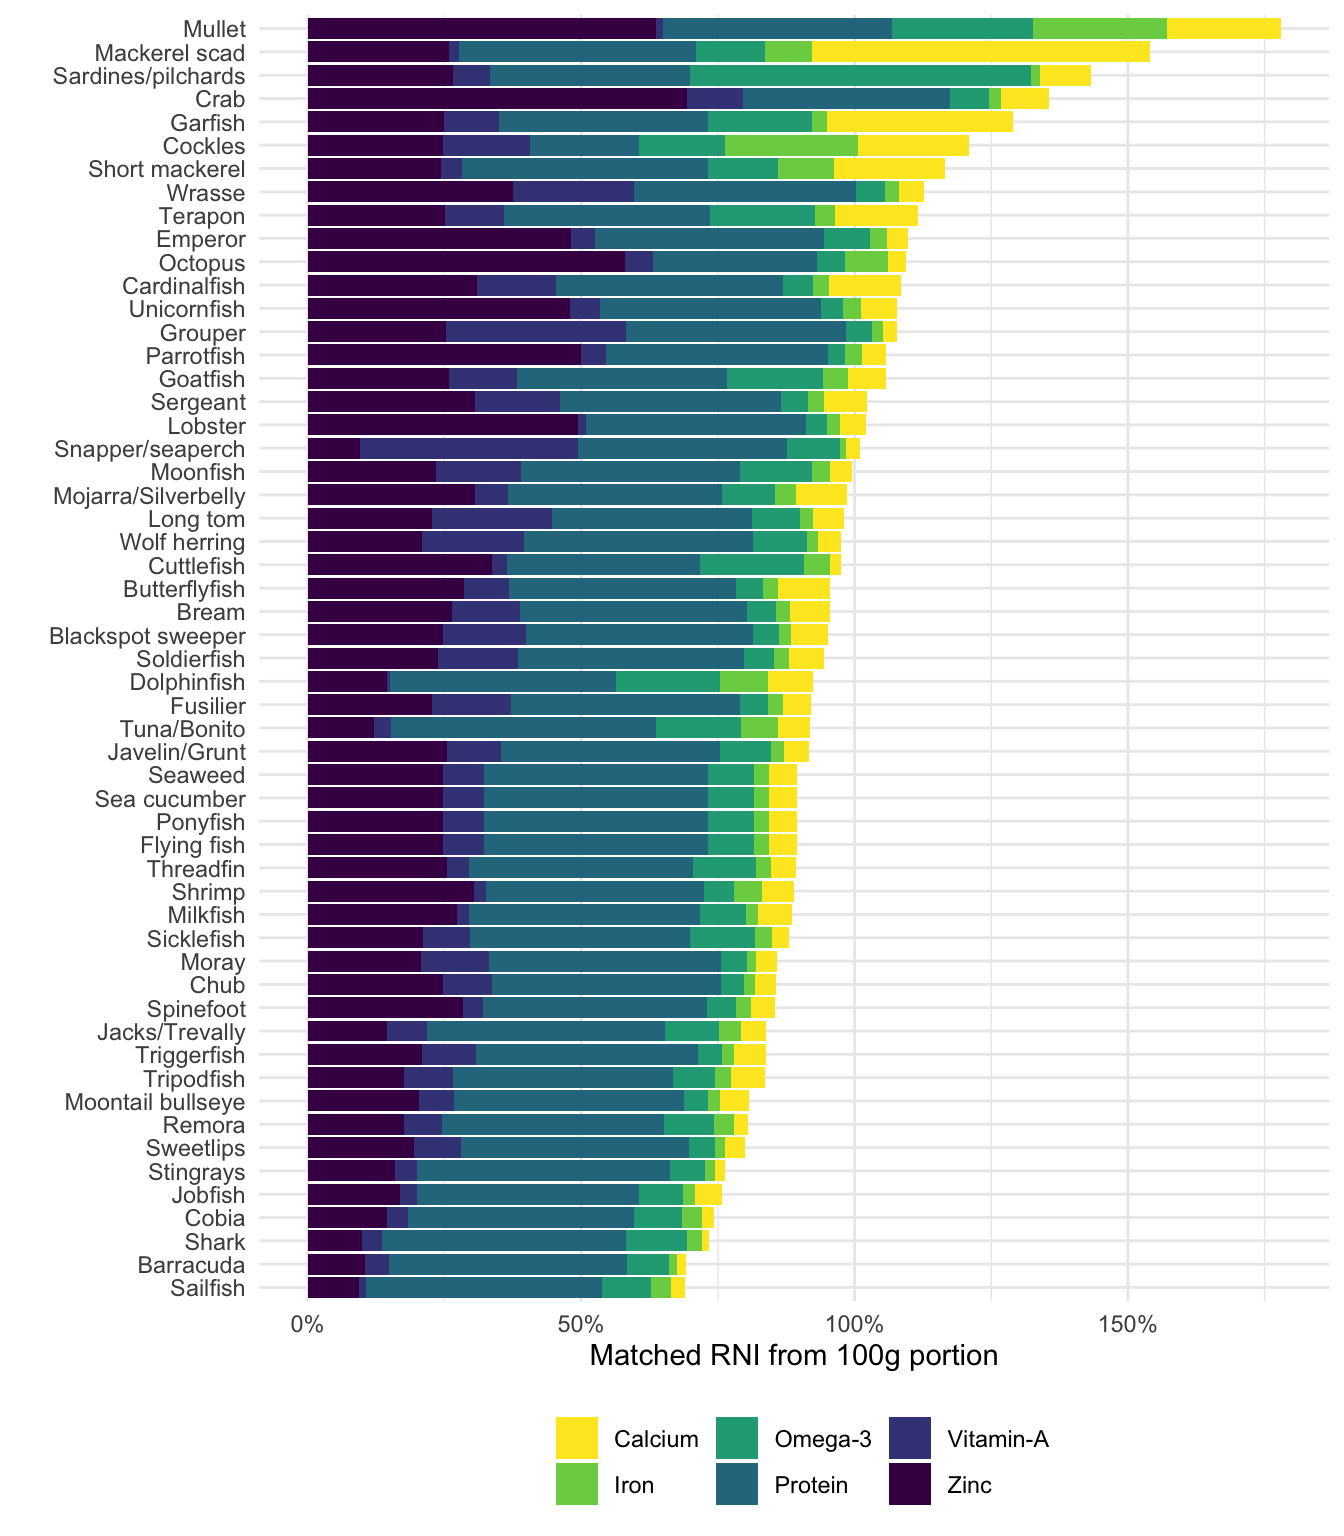 Mullet
Mackerel scad
Sardines/pilchards
Crab
Garfish
Cockles
Short mackerel
Wrasse
Terapon
Emperor
Octopus
Cardinalfish
Unicornfish
Grouper
Parrotfish
Goatfish
Sergeant
Lobster
Snapper/seaperch
Moonfish
Mojarra/Silverbelly
Long tom
Wolf herring
Cuttlefish
Butterflyfish
Bream
Blackspot sweeper
Soldierfish
Dolphinfish
Fusilier
Tuna/Bonito
Javelin/Grunt
Seaweed
Sea cucumber
Ponyfish
Flying fish
Threadfin
Shrimp
Milkfish
Sicklefish
Moray
Chub
Spinefoot
Jacks/Trevally
Triggerfish
Tripodfish
Moontail bullseye
Remora
Sweetlips
Stingrays
Jobfish
Cobia
Shark
Barracuda
Sailfish
0% 50% 100% 150%
Matched RNI from 100g portion
Calcium Omega-3 Vitamin-A
Iron Protein Zinc